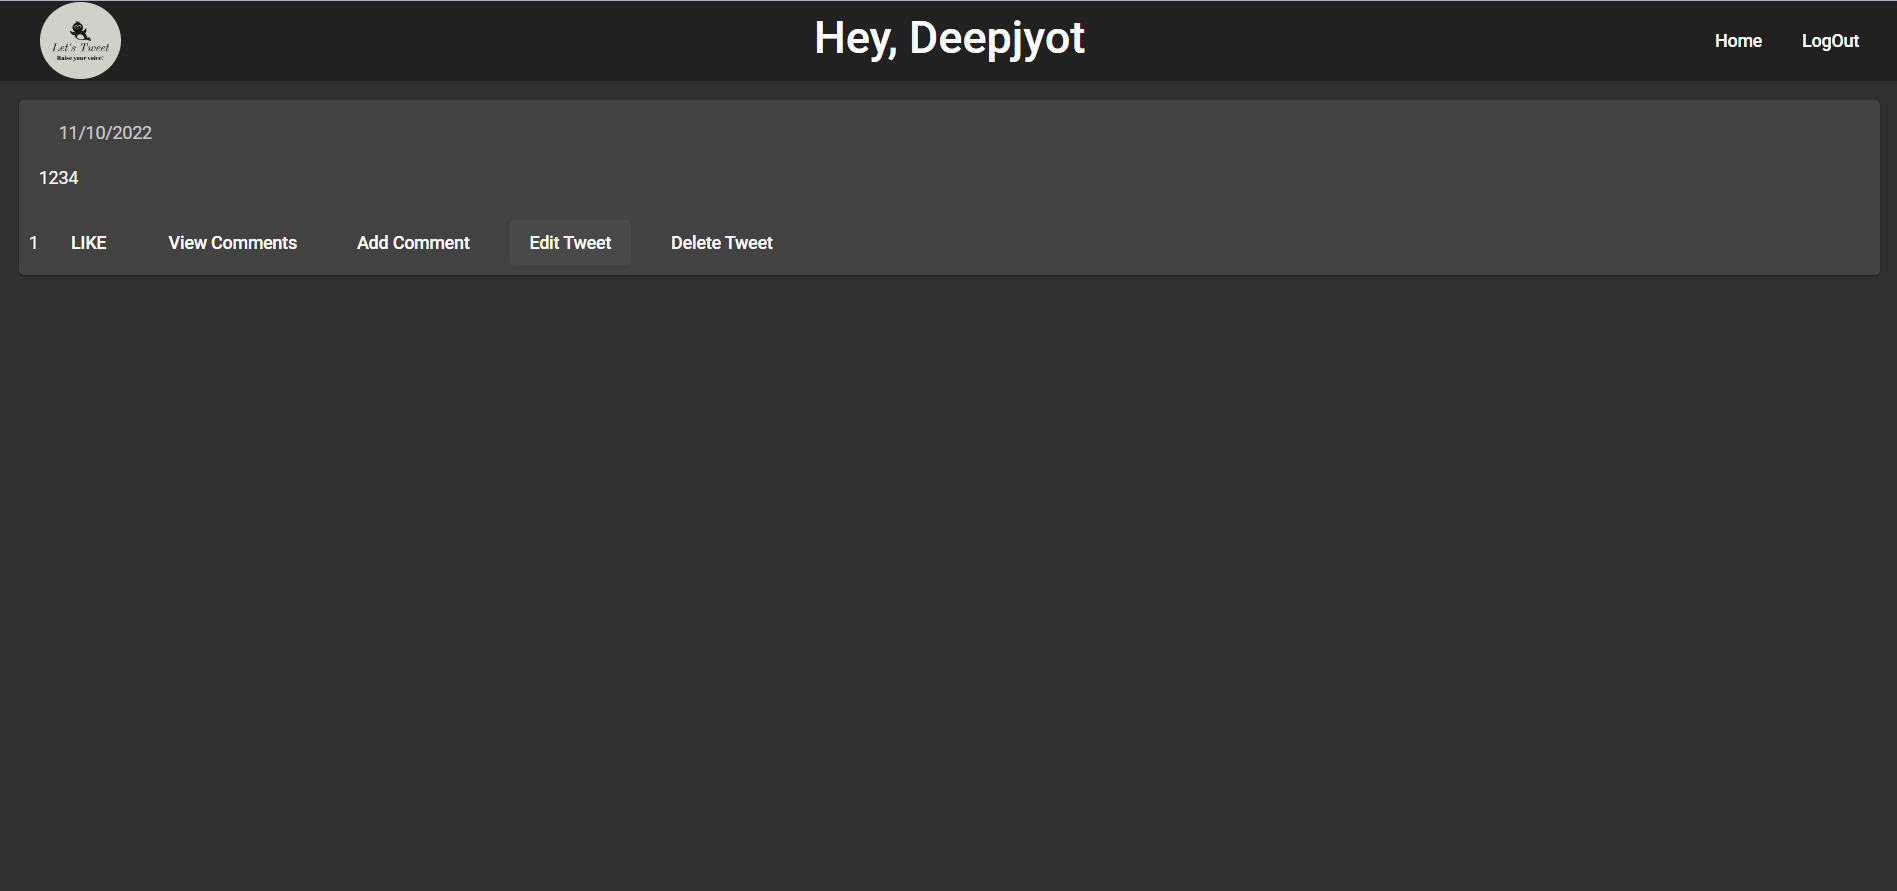 Let's Tweet
Raise your voice!
Hey, Deepjyot
Home LogOut
11/10/2022
1234
1 LIKE View Comments Add Comment Edit Tweet Delete Tweet